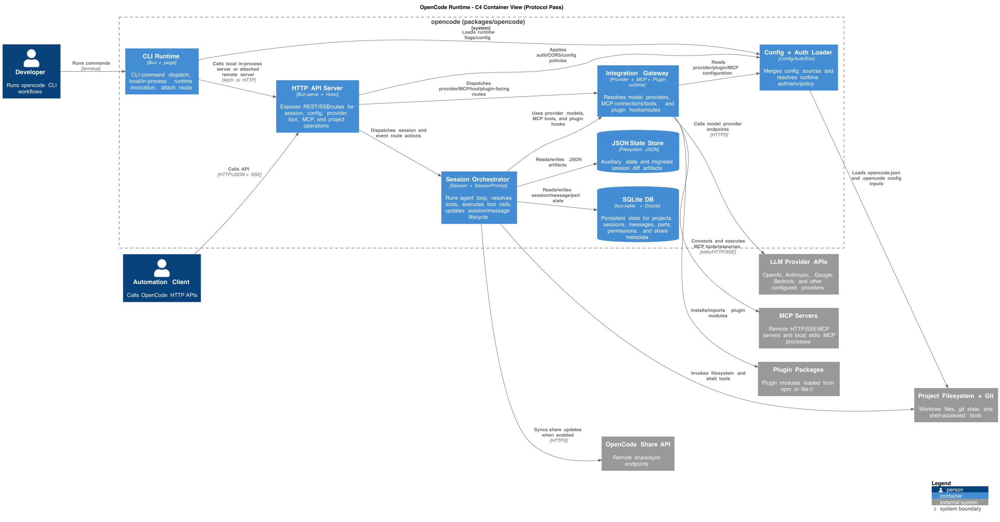 OpenCode Runtime - C4 Container View (Protocol Pass)
opencode (packages/opencode)
[system]
Loads runtime
flags/config
Developer
Runs opencode CLI
workflows
Runs commands
[terminal]
CLI Runtime
[Bun + yargs]
CLI command dispatch,
local/in-process runtime
invocation, attach mode
Calls local in-process
server or attached
remote server
[fetch or HTTP]
HTTP API Server
[Bun.serve + Hono]
Exposes REST/SSE routes for
session, config, provider,
tool, MCP, and project
operations
Applies
auth/CORS/config
policies
Dispatches
provider/MCP/tool/plugin-facing
routes
Dispatches session and
event route actions
Integration Gateway
[Provider + MCP + Plugin
runtime]
Resolves model providers,
MCP connections/tools, and
plugin hooks/routes
Reads
provider/plugin/MCP
configuration
Config + Auth Loader
[Config/Auth/Env]
Merges config sources and
resolves runtime
auth/env/policy
Uses provider models,
MCP tools, and plugin
hooks
Calls model provider
endpoints
[HTTPS]
JSON State Store
[Filesystem JSON]
Auxiliary state and migrated
session diff artifacts
Reads/writes JSON
artifacts
Calls API
[HTTP/JSON + SSE]
Session Orchestrator
[Session + SessionPrompt]
Runs agent loop, resolves
tools, executes tool calls,
updates session/message
lifecycle
Reads/writes
session/message/part
state
SQLite DB
[bun:sqlite + Drizzle]
Persistent state for projects,
sessions, messages, parts,
permissions, and share
metadata
Loads opencode.json
and .opencode config
inputs
Connects and executes
MCP tools/resources
[stdio/HTTP/SSE]
Automation Client
Calls OpenCode HTTP APIs
LLM Provider APIs
OpenAI, Anthropic, Google,
Bedrock, and other
configured providers
Installs/imports plugin
modules
MCP Servers
Remote HTTP/SSE MCP
servers and local stdio MCP
processes
Invokes filesystem and
shell tools
Plugin Packages
Plugin modules loaded from
npm or file://
Project Filesystem + Git
Worktree files, git state, and
shell-accessed tools
Syncs share updates
when enabled
[HTTPS]
OpenCode Share API
Remote share/sync
endpoints
Legend
person
container
external system
system boundary